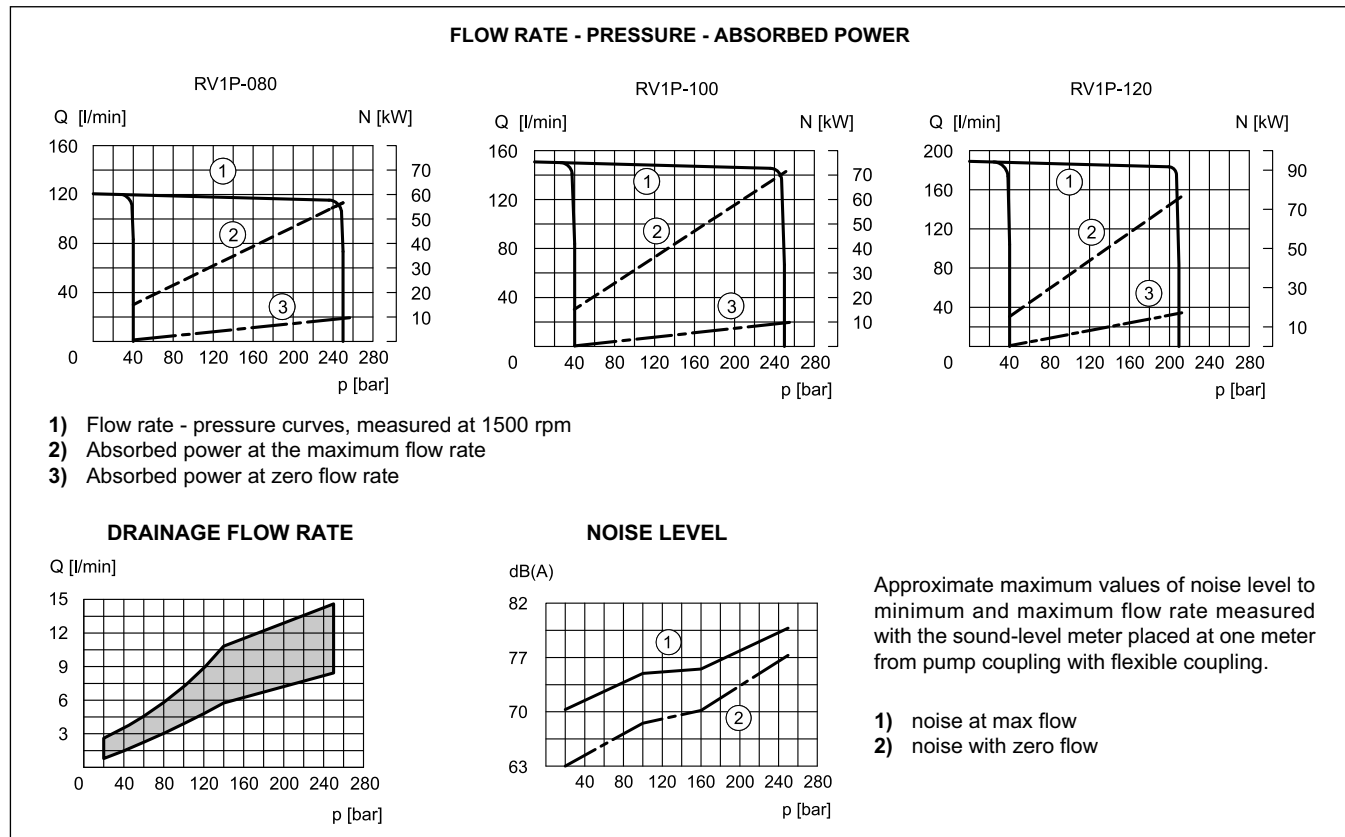 FLOW RATE - PRESSURE - ABSORBED POWER
RV1P-080
Q [l/min]
N [kW]
160
120
80
40
0
70
60
50
40
30
20
10
1
2
3
40 80 120 160 200 240 280
p [bar]
RV1P-100
Q [l/min]
N [kW]
160
120
80
40
0
70
60
50
40
30
20
10
1
2
3
40 80 120 160 200 240 280
p [bar]
RV1P-120
Q [l/min]
N [kW]
200
160
120
80
40
0
90
70
50
30
10
1
2
3
40 80 120 160 200 240 280
p [bar]
1) Flow rate - pressure curves, measured at 1500 rpm
2) Absorbed power at the maximum flow rate
3) Absorbed power at zero flow rate
DRAINAGE FLOW RATE
Q [l/min]
15
12
9
6
3
40 80 120 160 200 240 280
p [bar]
NOISE LEVEL
dB(A)
82
77
70
63
1
2
40 80 120 160 200 240 280
p [bar]
Approximate maximum values of noise level to
minimum and maximum flow rate measured
with the sound-level meter placed at one meter
from pump coupling with flexible coupling.
1) noise at max flow
2) noise with zero flow